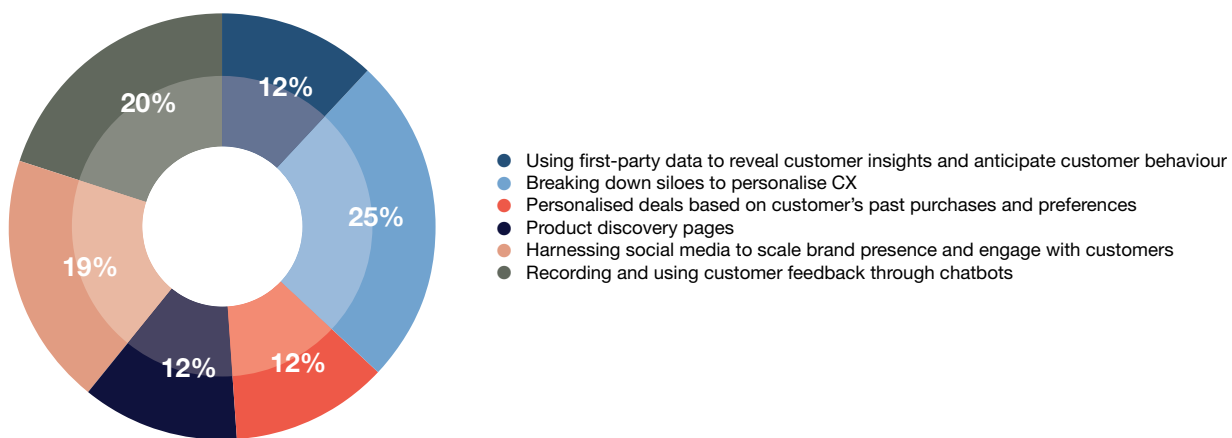 12%
20%
25%
19%
12%
12%
Using first-party data to reveal customer insights and anticipate customer behaviour
Breaking down siloes to personalise CX
Personalised deals based on customer’s past purchases and preferences
Product discovery pages
Harnessing social media to scale brand presence and engage with customers
Recording and using customer feedback through chatbots